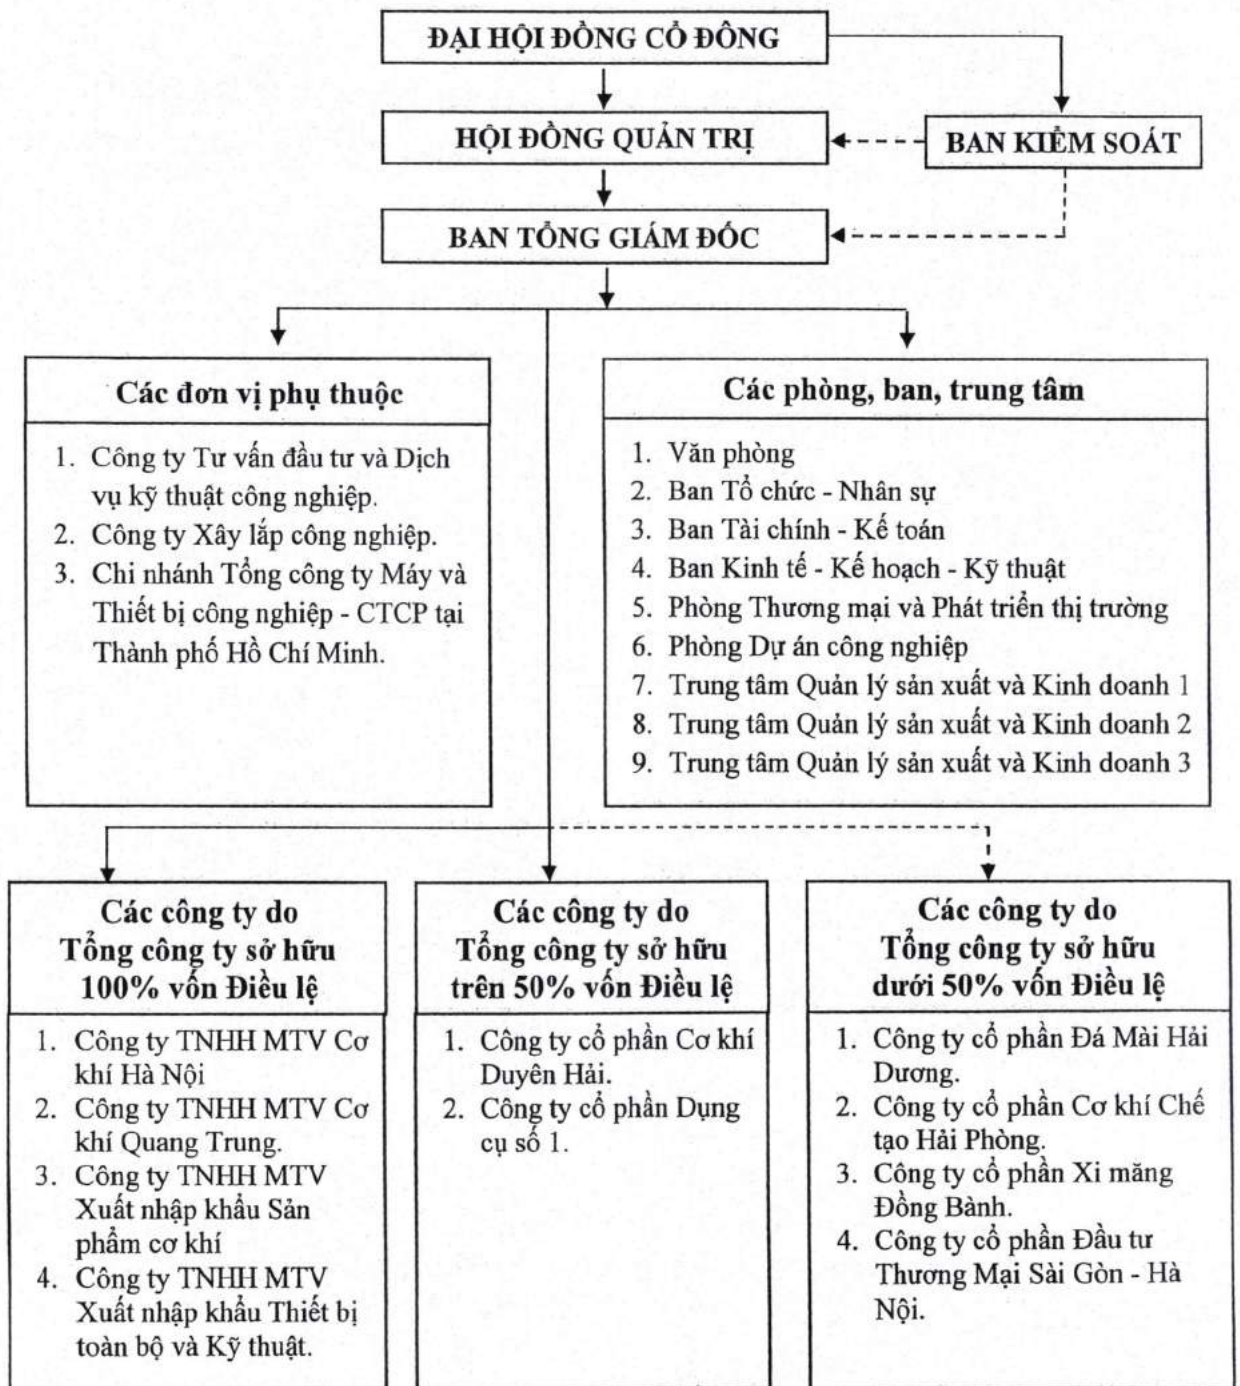 ĐẠI HỘI ĐỒNG CỔ ĐÔNG
HỘI ĐỒNG QUẢN TRỊ
BAN KIỂM SOÁT
BAN TỔNG GIÁM ĐỐC
Các đơn vị phụ thuộc
1. Công ty Tư vấn đầu tư và Dịch
vụ kỹ thuật công nghiệp.
2. Công ty Xây lắp công nghiệp.
3. Chi nhánh Tổng công ty Máy và
Thiết bị công nghiệp - CTCP tại
Thành phố Hồ Chí Minh.
Các phòng, ban, trung tâm
1. Văn phòng
2. Ban Tổ chức - Nhân sự
3. Ban Tài chính - Kế toán
4. Ban Kinh tế - Kế hoạch - Kỹ thuật
5. Phòng Thương mại và Phát triển thị trường
6. Phòng Dự án công nghiệp
7. Trung tâm Quản lý sản xuất và Kinh doanh 1
8. Trung tâm Quản lý sản xuất và Kinh doanh 2
9. Trung tâm Quản lý sản xuất và Kinh doanh 3
Các công ty do
Tổng công ty sở hữu
100% vốn Điều lệ
1. Công ty TNHH MTV Cơ
khí Hà Nội
2. Công ty TNHH MTV Cơ
khí Quang Trung.
3. Công ty TNHH MTV
Xuất nhập khẩu Sản
phẩm cơ khí
4. Công ty TNHH MTV
Xuất nhập khẩu Thiết bị
toàn bộ và Kỹ thuật.
Các công ty do
Tổng công ty sở hữu
trên 50% vốn Điều lệ
1. Công ty cổ phần Cơ khí
Duyên Hải.
2. Công ty cổ phần Dụng
cụ số 1.
Các công ty do
Tổng công ty sở hữu
dưới 50% vốn Điều lệ
1. Công ty cổ phần Đá Mài Hải
Dương.
2. Công ty cổ phần Cơ khí Chế
tạo Hải Phòng.
3. Công ty cổ phần Xi măng
Đồng Bành.
4. Công ty cổ phần Đầu tư
Thương Mại Sài Gòn - Hà
Nội.